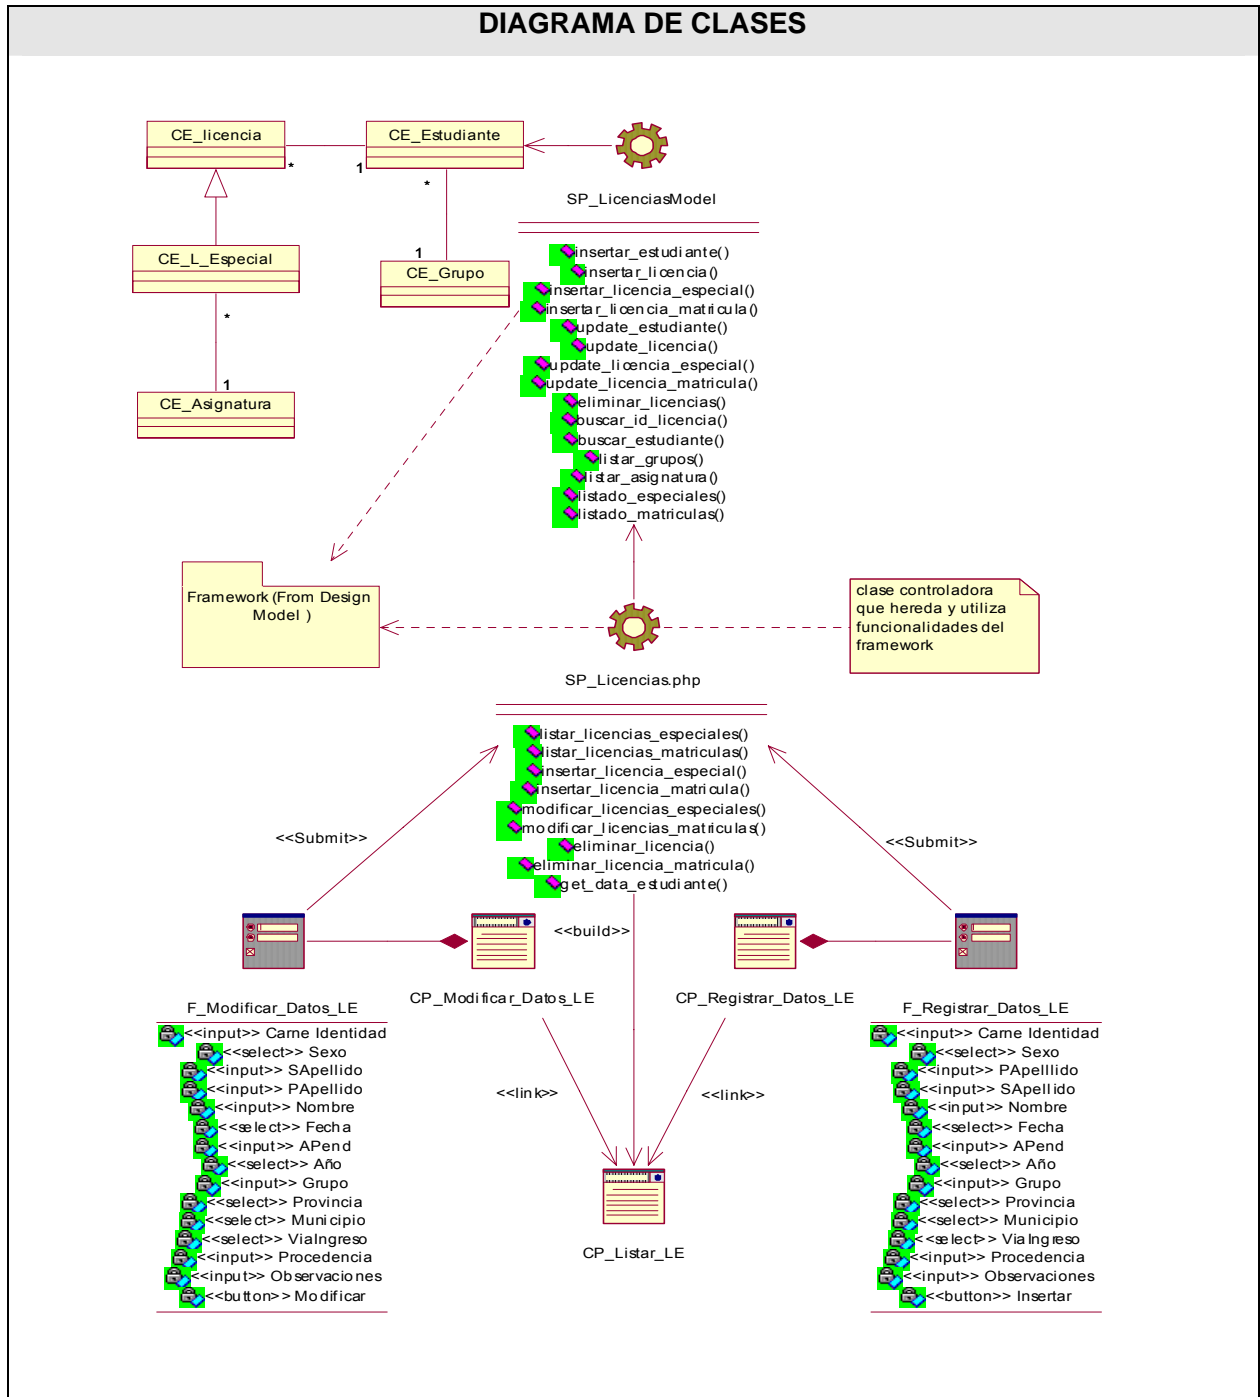 DIAGRAMA DE CLASES
CE_licencia
CE_Estudiante
*
1
*
SP_LicenciasModel
CE_L_Especial
1
CE_Grupo
*
1
CE_Asignatura
insertar_estudiante()
insertar_licencia()
insertar_licencia_especial()
insertar_licencia_matricula()
update_estudiante()
update_licencia()
update_licencia_especial()
update_licencia_matricula()
eliminar_licencias()
buscar_id_licencia()
buscar_estudiante()
listar_grupos()
listar_asignatura()
listado_especiales()
listado_matriculas()
Framework (From Design
Model )
clase controladora
que hereda y utiliza
funcionalidades del
framework
SP_Licencias.php
listar_licencias_especiales()
listar_licencias_matriculas()
insertar_licencia_especial()
insertar_licencia_matricula()
modificar_licencias_especiales()
modificar_licencias_matriculas()
eliminar_licencia()
eliminar_licencia_matricula()
get_data_estudiante()
<<Submit>>
<<Submit>>
<<build>>
F_Modificar_Datos_LE
CP_Modificar_Datos_LE
CP_Registrar_Datos_LE
F_Registrar_Datos_LE
<<input>> Carne Identidad
<<select>> Sexo
<<input>> SApellido
<<input>> PApellido
<<input>> Nombre
<<select>> Fecha
<<input>> APend
<<select>> Año
<<input>> Grupo
<<select>> Provincia
<<select>> Municipio
<<select>> ViaIngreso
<<input>> Procedencia
<<input>> Observaciones
<<button>> Modificar
<<link>>
<<link>>
CP_Listar_LE
<<input>> Carne Identidad
<<select>> Sexo
<<input>> PApelllido
<<input>> SApellido
<<input>> Nombre
<<select>> Fecha
<<input>> APend
<<select>> Año
<<input>> Grupo
<<select>> Provincia
<<select>> Municipio
<<select>> ViaIngreso
<<input>> Procedencia
<<input>> Observaciones
<<button>> Insertar